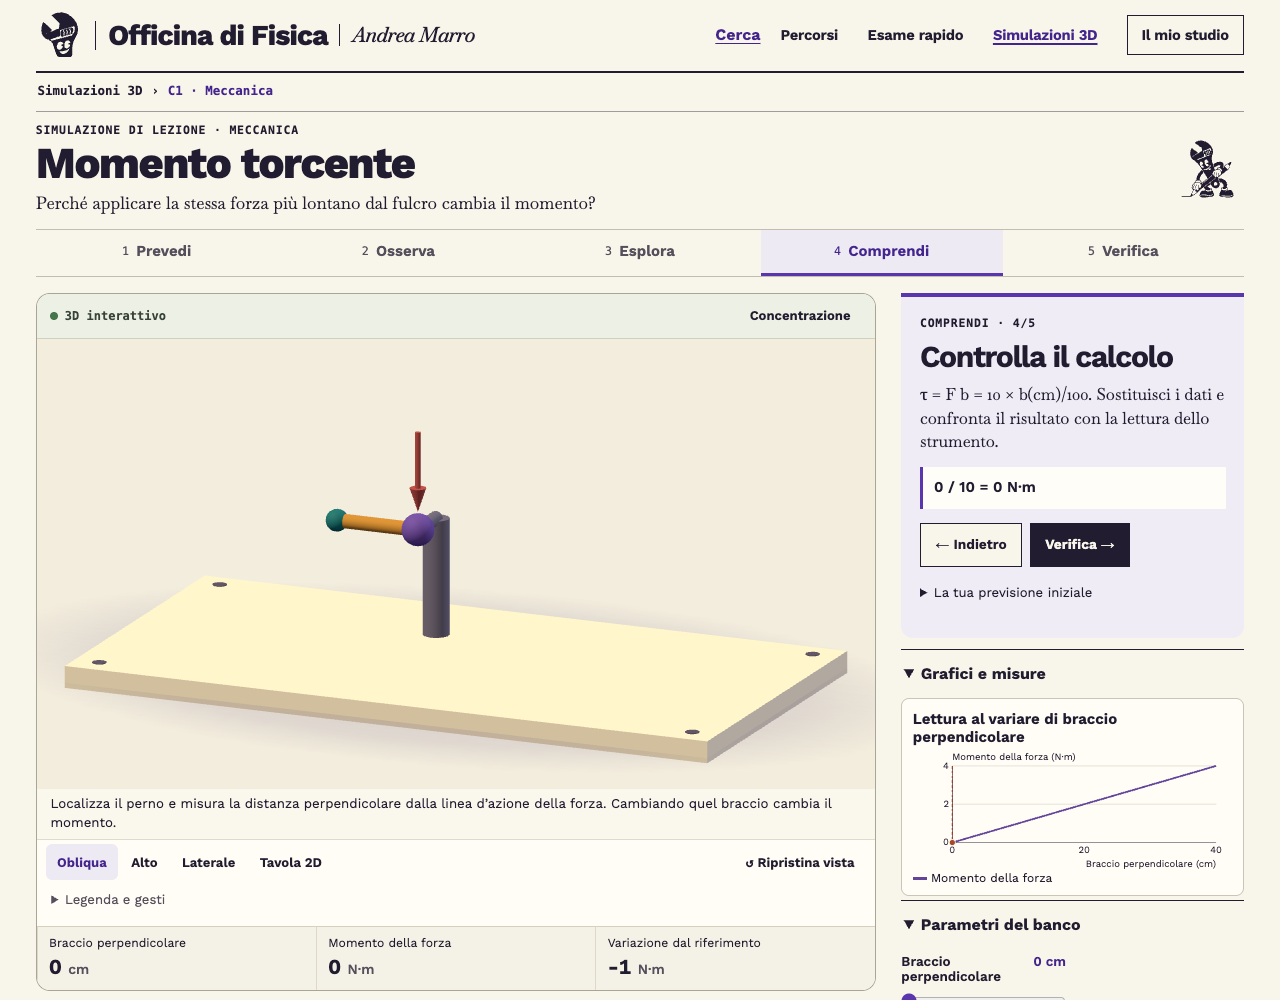 Officina di Fisica
Andrea Marro
Cerca
Percorsi
Esame rapido
Simulazioni 3D
Il mio studio
Simulazioni 3D › C1 · Meccanica
SIMULAZIONE DI LEZIONE · MECCANICA
Momento torcente
Perché applicare la stessa forza più lontano dal fulcro cambia il momento?
1 Prevedi
2 Osserva
3 Esplora
4 Comprendi
5 Verifica
3D interattivo
Concentrazione
Localizza il perno e misura la distanza perpendicolare dalla linea d’azione della forza. Cambiando quel braccio cambia il
momento.
Obliqua
Alto
Laterale
Tavola 2D
↺ Ripristina vista
▶ Legenda e gesti
Braccio perpendicolare
0 cm
Momento della forza
0 N·m
Variazione dal riferimento
-1 N·m
COMPRENDI · 4/5
Controlla il calcolo
τ = F b = 10 × b(cm)/100. Sostituisci i dati e
confronta il risultato con la lettura dello
strumento.
0 / 10 = 0 N·m
← Indietro
Verifica →
▶ La tua previsione iniziale
▼ Grafici e misure
Lettura al variare di braccio
perpendicolare
Momento della forza (N·m)
4
2
0
0
20
40
Braccio perpendicolare (cm)
Momento della forza
▼ Parametri del banco
Braccio
perpendicolare
0 cm